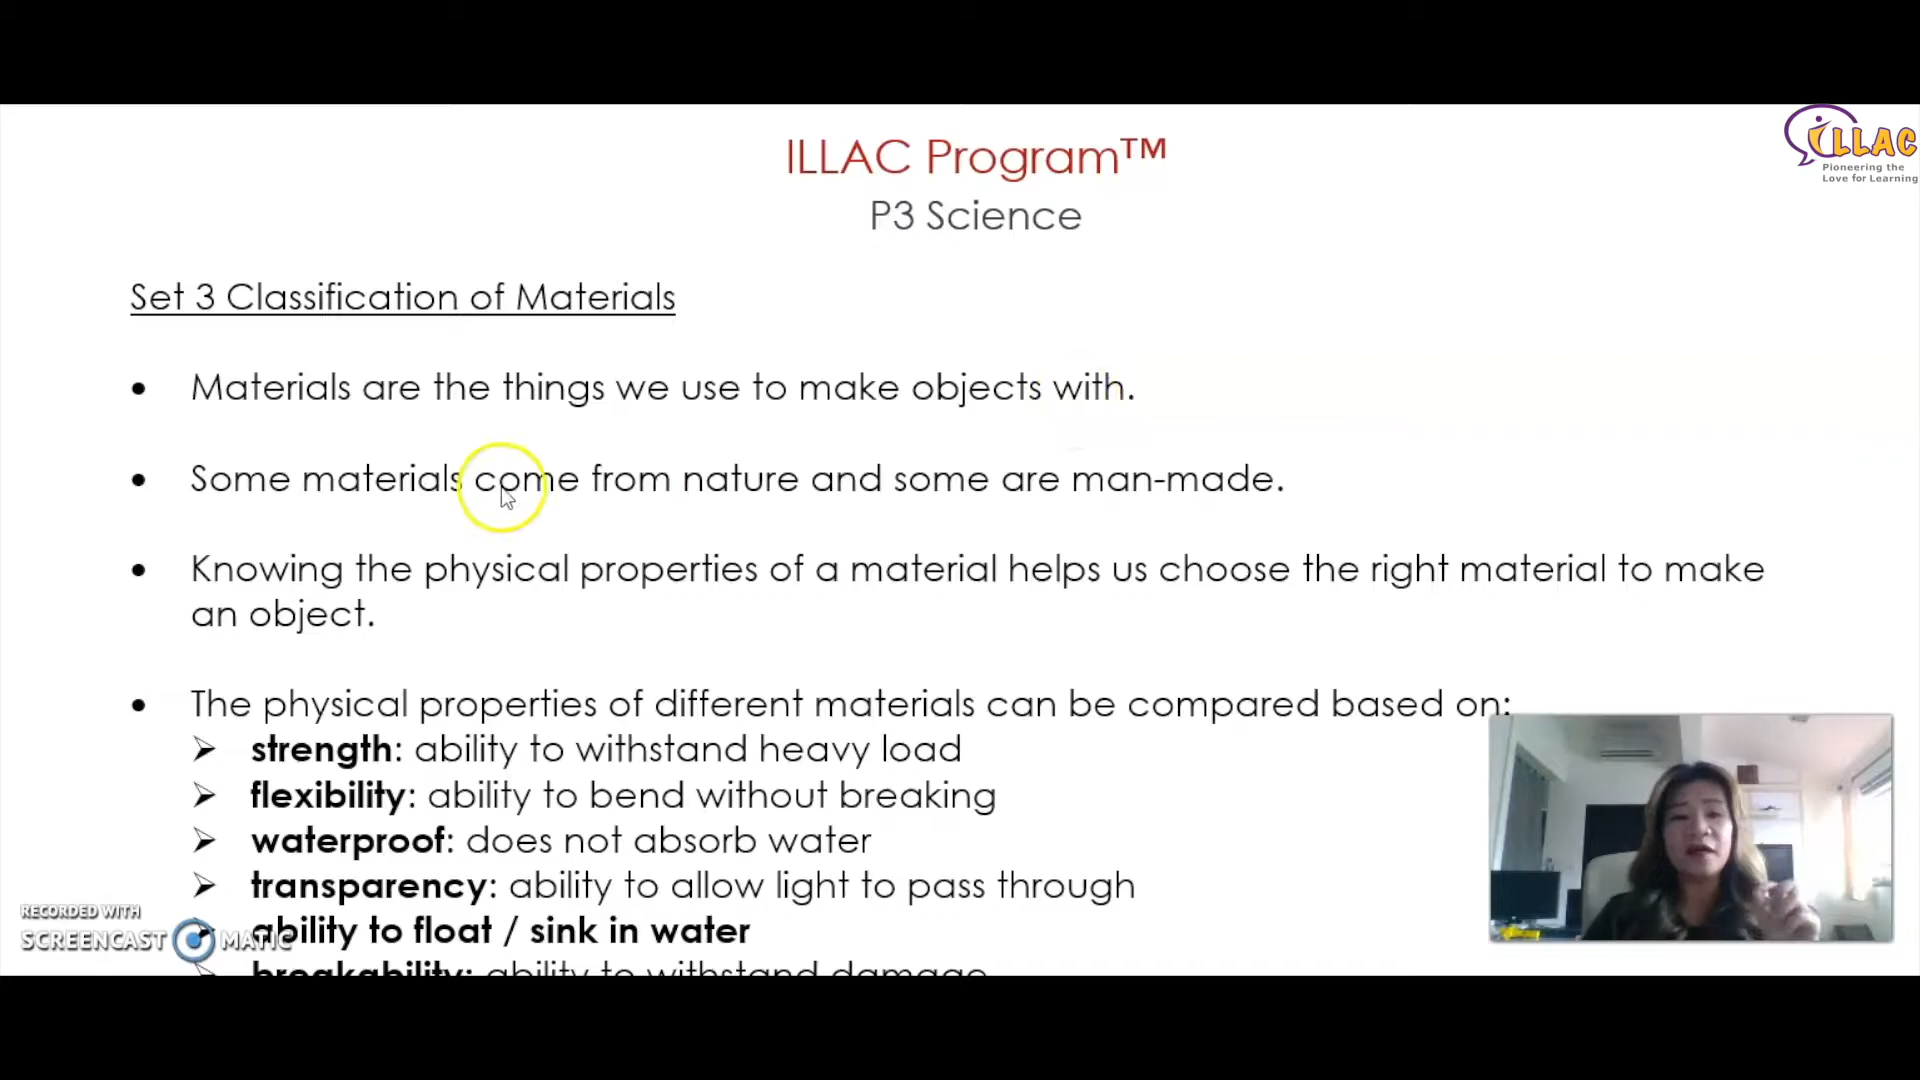 ILLAC Program™
ILLAC
Pioneering the
Love for Learning
P3 Science
Set 3 Classification of Materials
• Materials are the things we use to make objects with.
• Some materials come from nature and some are man-made.
• Knowing the physical properties of a material helps us choose the right material to make
an object.
• The physical properties of different materials can be compared based on:
➢ strength: ability to withstand heavy load
➢ flexibility: ability to bend without breaking
➢ waterproof: does not absorb water
➢ transparency: ability to allow light to pass through
➢ ability to float / sink in water
➢ breakability: ability to withstand damage
RECORDED WITH
SCREENCAST MATIC